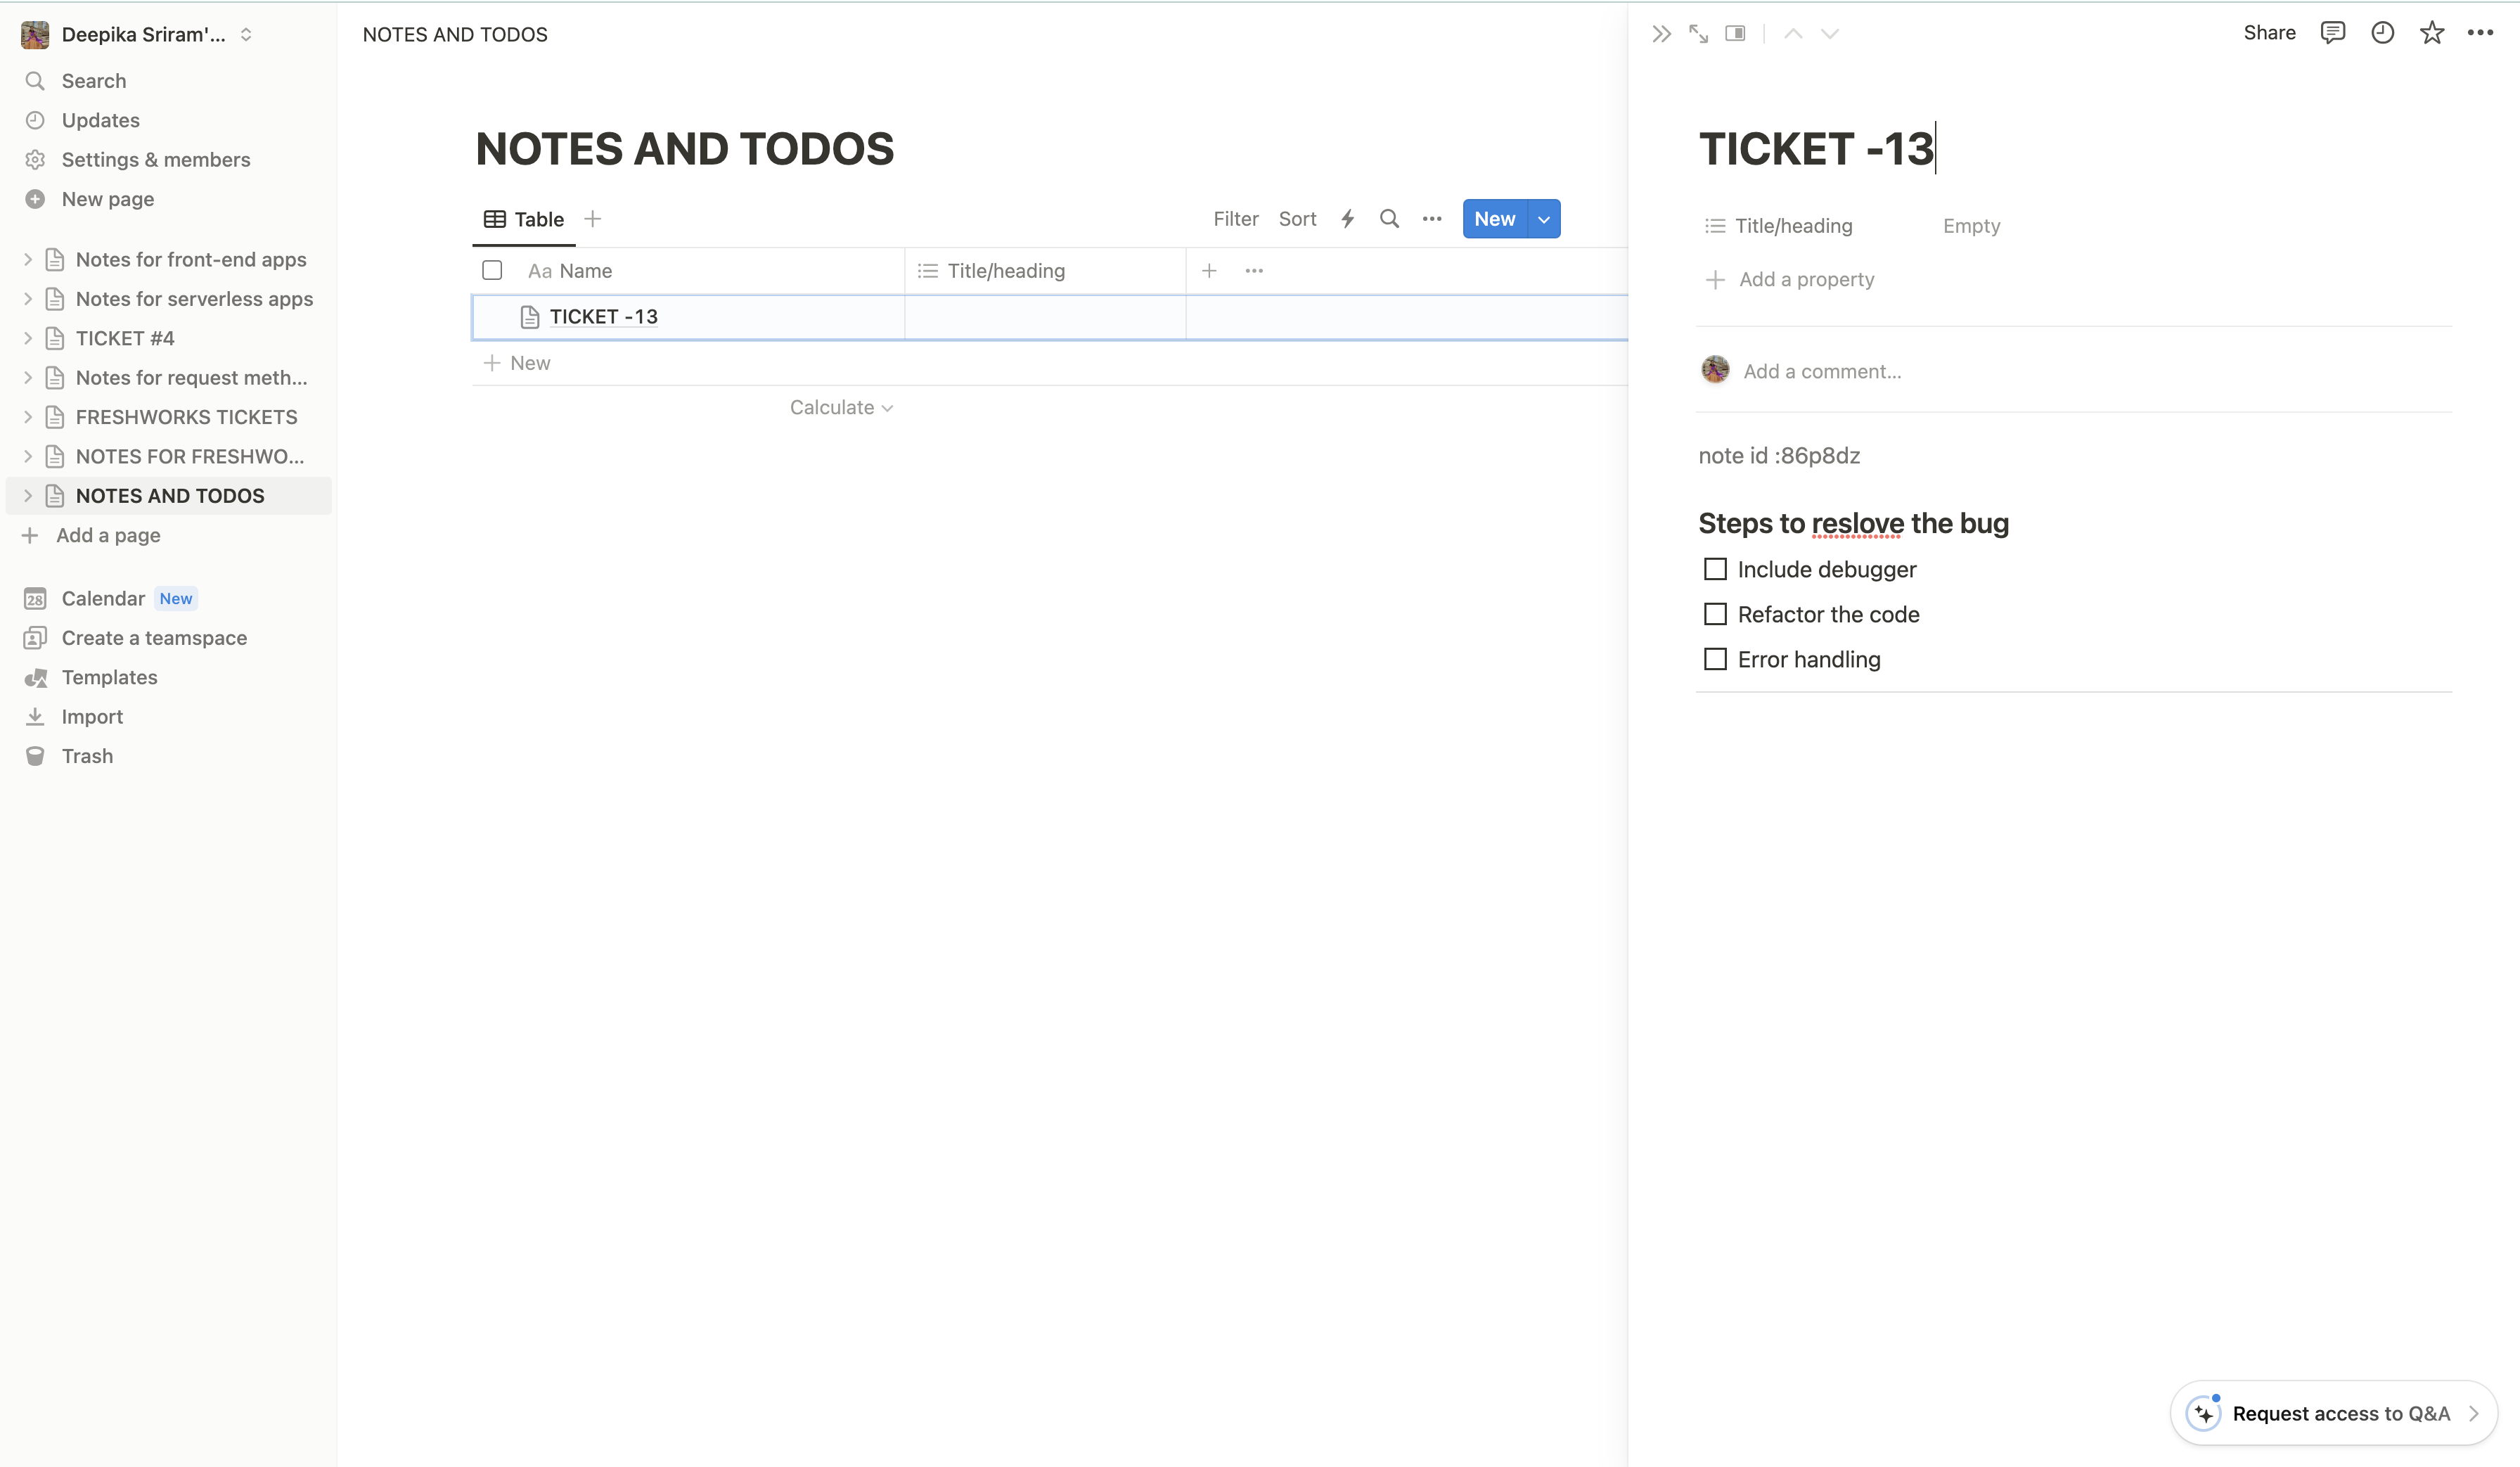 Deepika Sriram'...
Search
Updates
Settings & members
New page
Notes for front-end apps
Notes for serverless apps
TICKET #4
Notes for request meth...
FRESHWORKS TICKETS
NOTES FOR FRESHWO...
NOTES AND TODOS
Add a page
28
Calendar New
Create a teamspace
Templates
Import
Trash
NOTES AND TODOS
NOTES AND TODOS
Table
Filter Sort New
Aa Name Title/heading
TICKET -13
New
Calculate
Share
TICKET -13
Title/heading Empty
Add a property
Add a comment...
note id :86p8dz
Steps to reslove the bug
Include debugger
Refactor the code
Error handling
Request access to Q&A